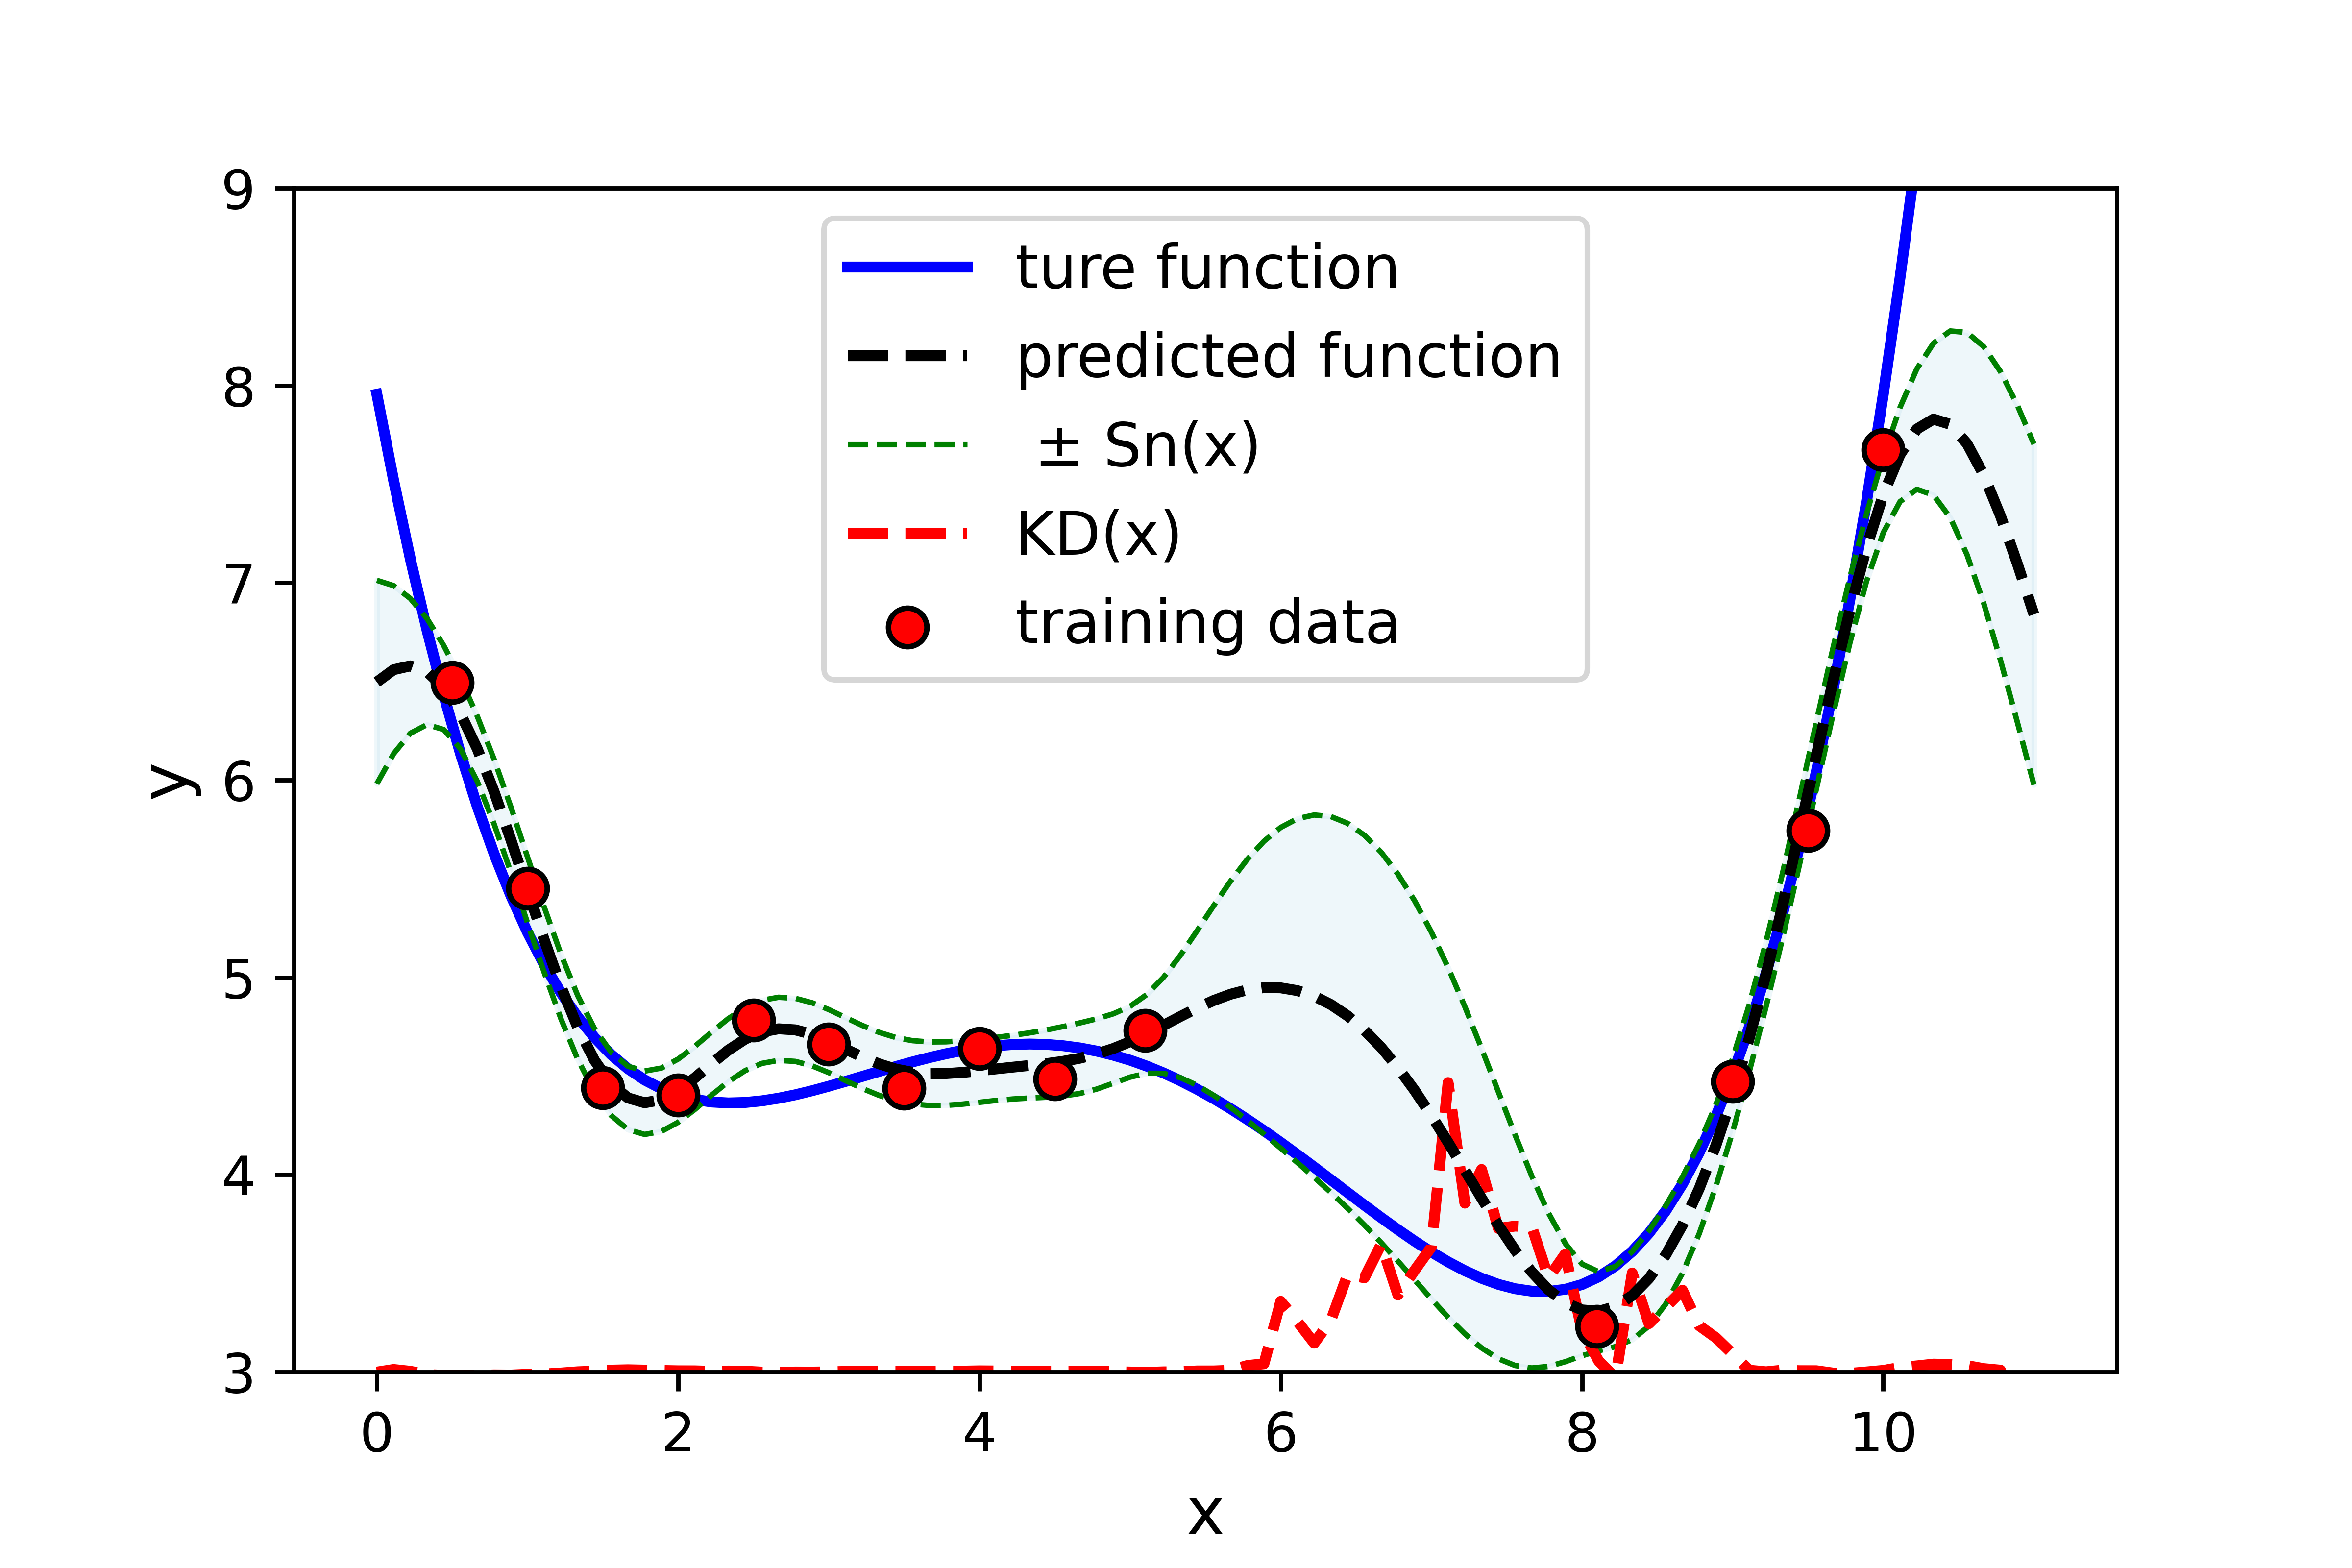 9
8
7
6
5
4
3
y
ture function
predicted function
± Sn(x)
KD(x)
training data
0 2 4 6 8 10
x